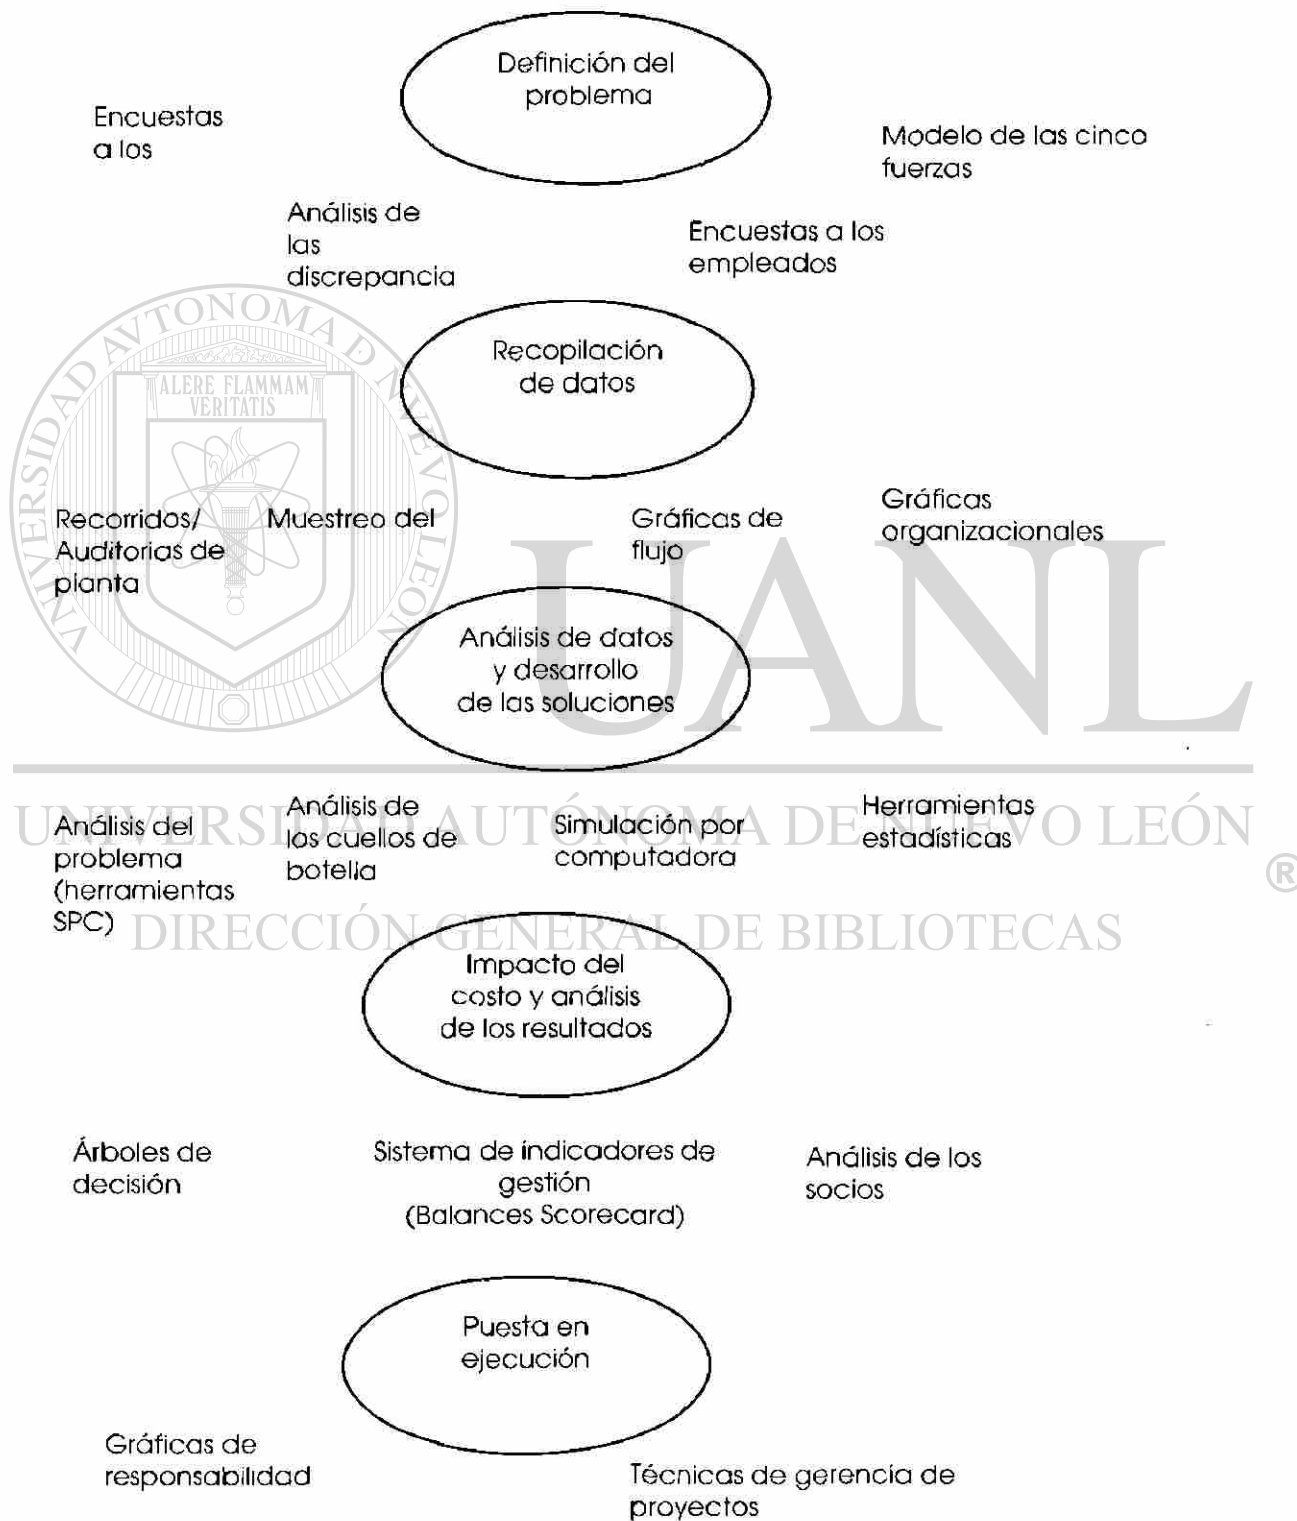 Definición del
problema
Encuestas
a los
Modelo de las cinco
fuerzas
Análisis de
las
discrepancia
Encuestas a los
empleados
Recopilación
de datos
UNIVERSIDAD AVTONOMA D NVEVO LEON
ALERE FLAMMAM
VERITATIS
Recorridos/
Auditorias de
planta
Muestreo del
Gráficas de
flujo
Gráficas
organizacionales
UANL
Análisis de datos
y desarrollo
de las soluciones
UNIVERSIDAD AUTÓNOMA DE NUEVO LEÓN
®
DIRECCIÓN GENERAL DE BIBLIOTECAS
Análisis del
problema
(herramientas
SPC)
Análisis de
los cuellos de
botella
Simulación por
computadora
Herramientas
estadísticas
Impacto del
costo y análisis
de los resultados
Árboles de
decisión
Sistema de indicadores de
gestión
(Balances Scorecard)
Análisis de los
socios
Puesta en
ejecución
Gráficas de
responsabilidad
Técnicas de gerencia de
proyectos